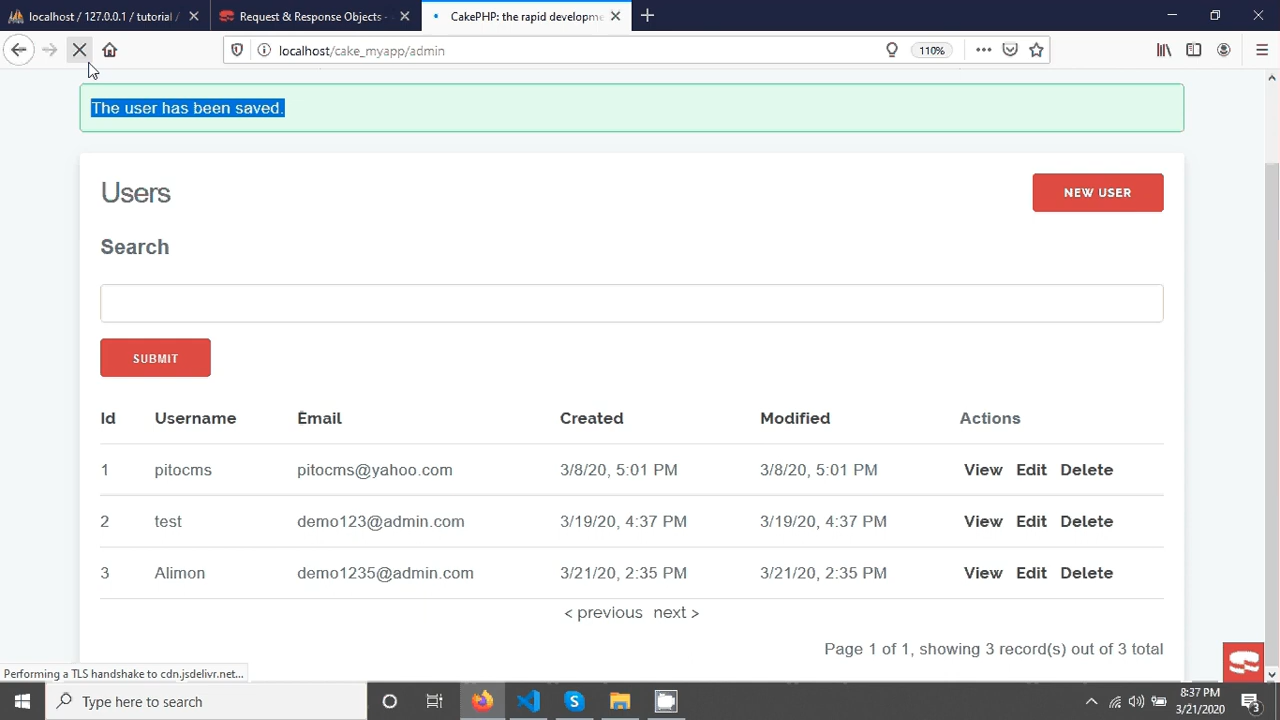 localhost / 127.0.0.1 / tutorial /
Request & Response Objects -
CakePHP: the rapid developme
localhost/cake_myapp/admin
110%
The user has been saved.
Users
NEW USER
Search
SUBMIT
Id Username Email Created Modified Actions
1 pitocms pitocms@yahoo.com 3/8/20, 5:01 PM 3/8/20, 5:01 PM View Edit Delete
2 test demo123@admin.com 3/19/20, 4:37 PM 3/19/20, 4:37 PM View Edit Delete
3 Alimon demo1235@admin.com 3/21/20, 2:35 PM 3/21/20, 2:35 PM View Edit Delete
< previous next >
Page 1 of 1, showing 3 record(s) out of 3 total
Performing a TLS handshake to cdn.jsdelivr.net...
Type here to search
8:37 PM
3/21/2020
3